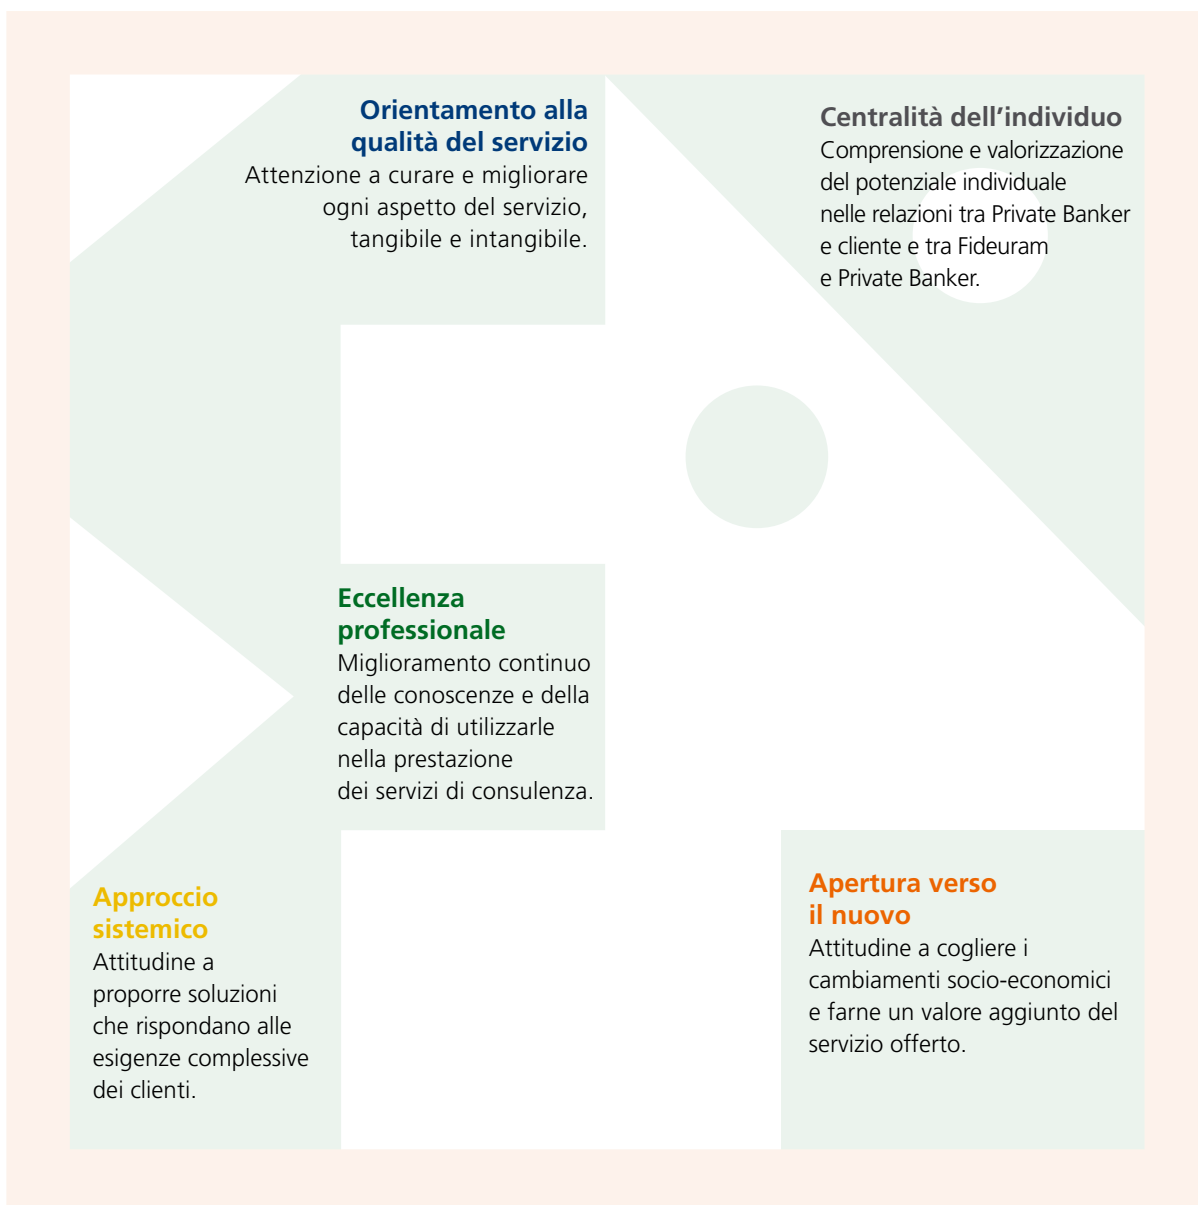 Orientamento alla
qualità del servizio
Attenzione a curare e migliorare
ogni aspetto del servizio,
tangibile e intangibile.
Centralità dell’individuo
Comprensione e valorizzazione
del potenziale individuale
nelle relazioni tra Private Banker
e cliente e tra Fideuram
e Private Banker.
Eccellenza
professionale
Miglioramento continuo
delle conoscenze e della
capacità di utilizzarle
nella prestazione
dei servizi di consulenza.
Approccio
sistemico
Attitudine a
proporre soluzioni
che rispondano alle
esigenze complessive
dei clienti.
Apertura verso
il nuovo
Attitudine a cogliere i
cambiamenti socio-economici
e farne un valore aggiunto del
servizio offerto.